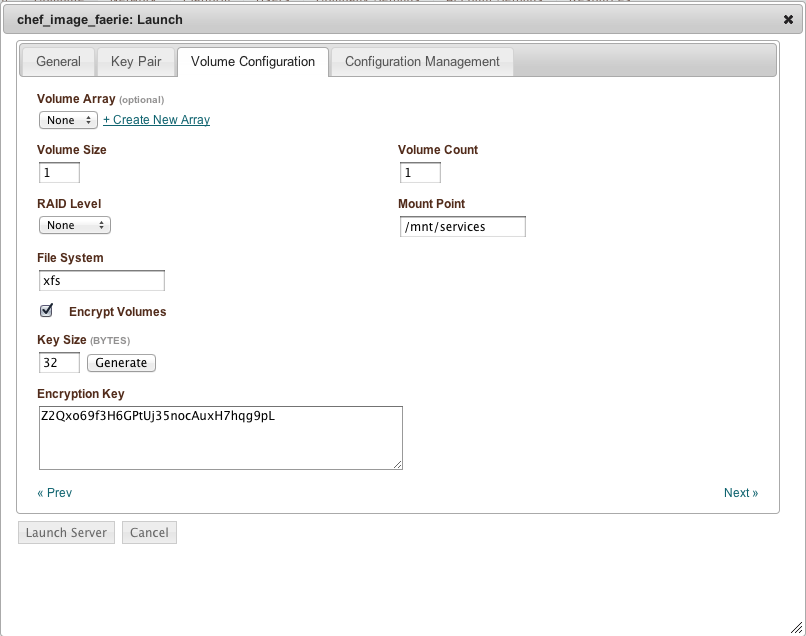 chef_image_faerie: Launch
General
Key Pair
Volume Configuration
Configuration Management
Volume Array (optional)
None
+ Create New Array
Volume Size
Volume Count
1
1
RAID Level
Mount Point
None
/mnt/services
File System
xfs
Encrypt Volumes
Key Size (BYTES)
32
Generate
Encryption Key
Z2Qxo69f3H6GPtUj35nocAuxH7hqg9pL
« Prev
Next »
Launch Server
Cancel